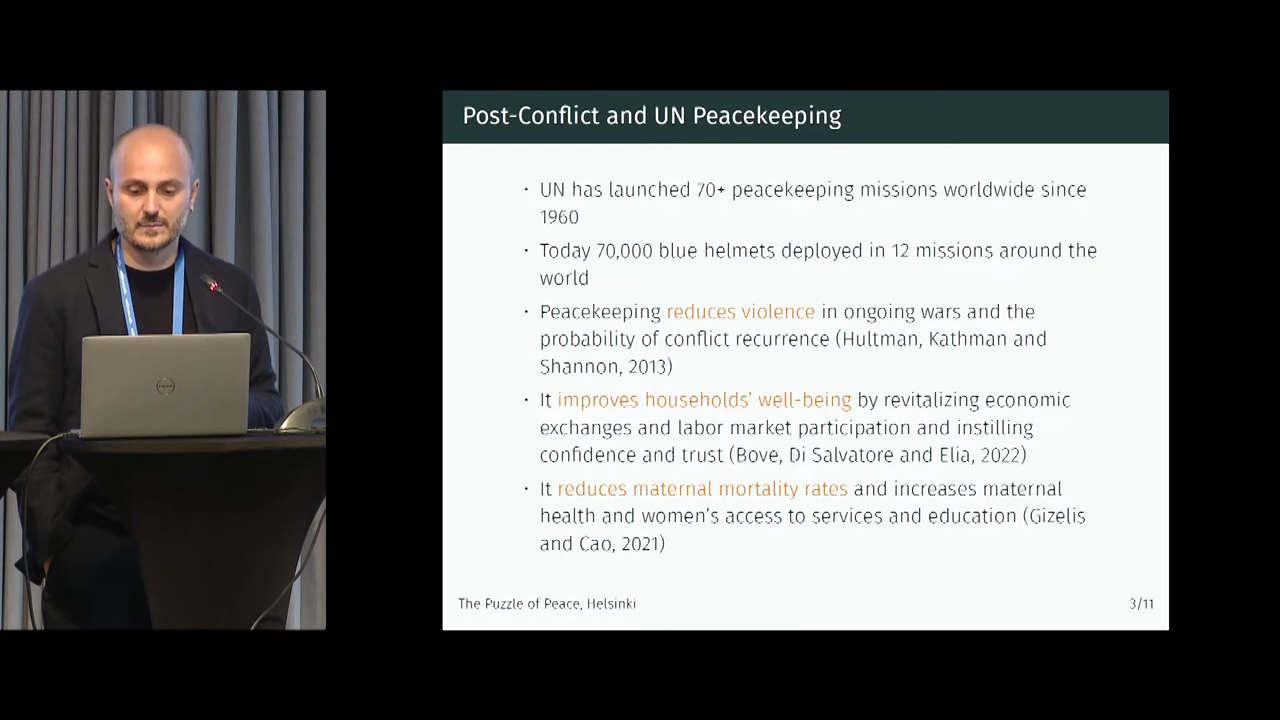 Post-Conflict and UN Peacekeeping
· UN has launched 70+ peacekeeping missions worldwide since
1960
· Today 70,000 blue helmets deployed in 12 missions around the
world
· Peacekeeping reduces violence in ongoing wars and the
probability of conflict recurrence (Hultman, Kathman and
Shannon, 2013)
· It improves households’ well-being by revitalizing economic
exchanges and labor market participation and instilling
confidence and trust (Bove, Di Salvatore and Elia, 2022)
· It reduces maternal mortality rates and increases maternal
health and women’s access to services and education (Gizelis
and Cao, 2021)
The Puzzle of Peace, Helsinki
3/11